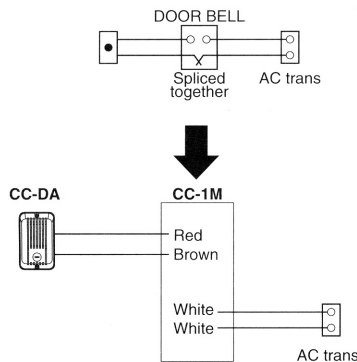 DOOR BELL
Spliced
together
AC trans
CC-DA
CC-1M
Red
Brown
White
White
AC trans